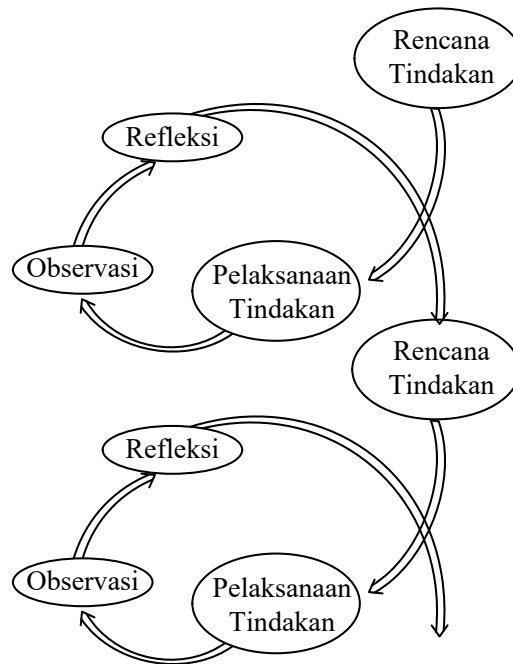 Rencana
Tindakan
Refleksi
Observasi
Pelaksanaan
Tindakan
Rencana
Tindakan
Refleksi
Observasi
Pelaksanaan
Tindakan